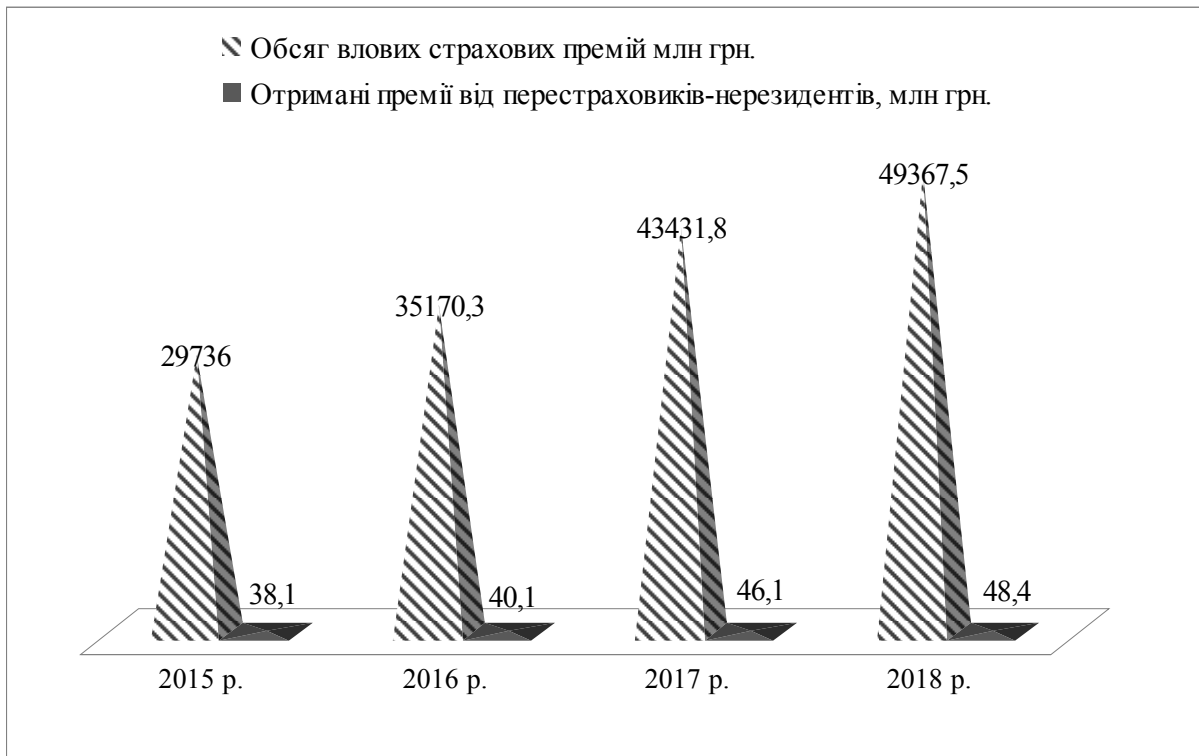 Обсяг влових страхових премій млн грн.
Отримані премії від перестраховиків-нерезидентів, млн грн.
49367,5
43431,8
35170,3
29736
38,1
40,1
46,1
48,4
2015 р.
2016 р.
2017 р.
2018 р.